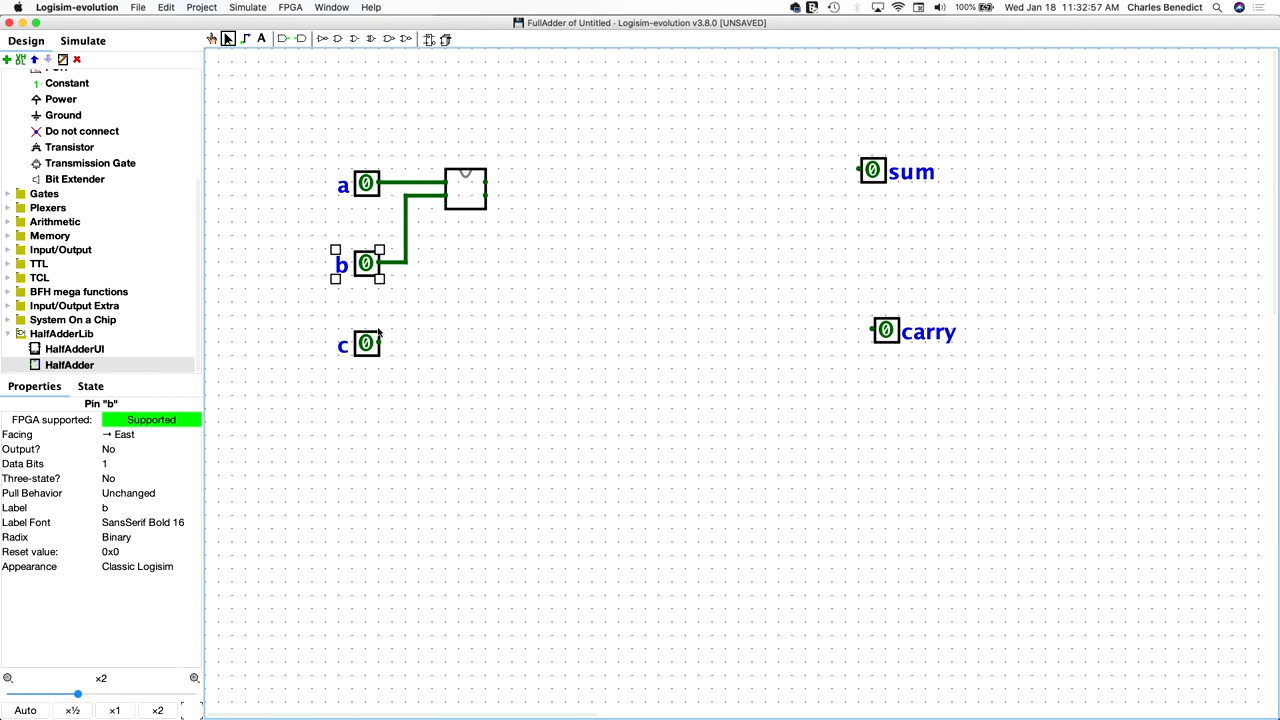 Logisim-evolution File Edit Project Simulate FPGA Window Help 100% Wed Jan 18 11:32:57 AM Charles Benedict
FullAdder of Untitled · Logisim-evolution v3.8.0 [UNSAVED]
Design Simulate
A
Constant
Power
Ground
Do not connect
Transistor
Transmission Gate
Bit Extender
Gates
Plexers
Arithmetic
Memory
Input/Output
TTL
TCL
BFH mega functions
Input/Output Extra
System On a Chip
HalfAdderLib
HalfAdderUI
HalfAdder
Properties State
Pin "b"
FPGA supported: Supported
Facing → East
Output? No
Data Bits 1
Three-state? No
Pull Behavior Unchanged
Label b
Label Font SansSerif Bold 16
Radix Binary
Reset value: 0x0
Appearance Classic Logisim
×2
Auto ×½ ×1 ×2
a 0
b 0
c 0
0 sum
0 carry